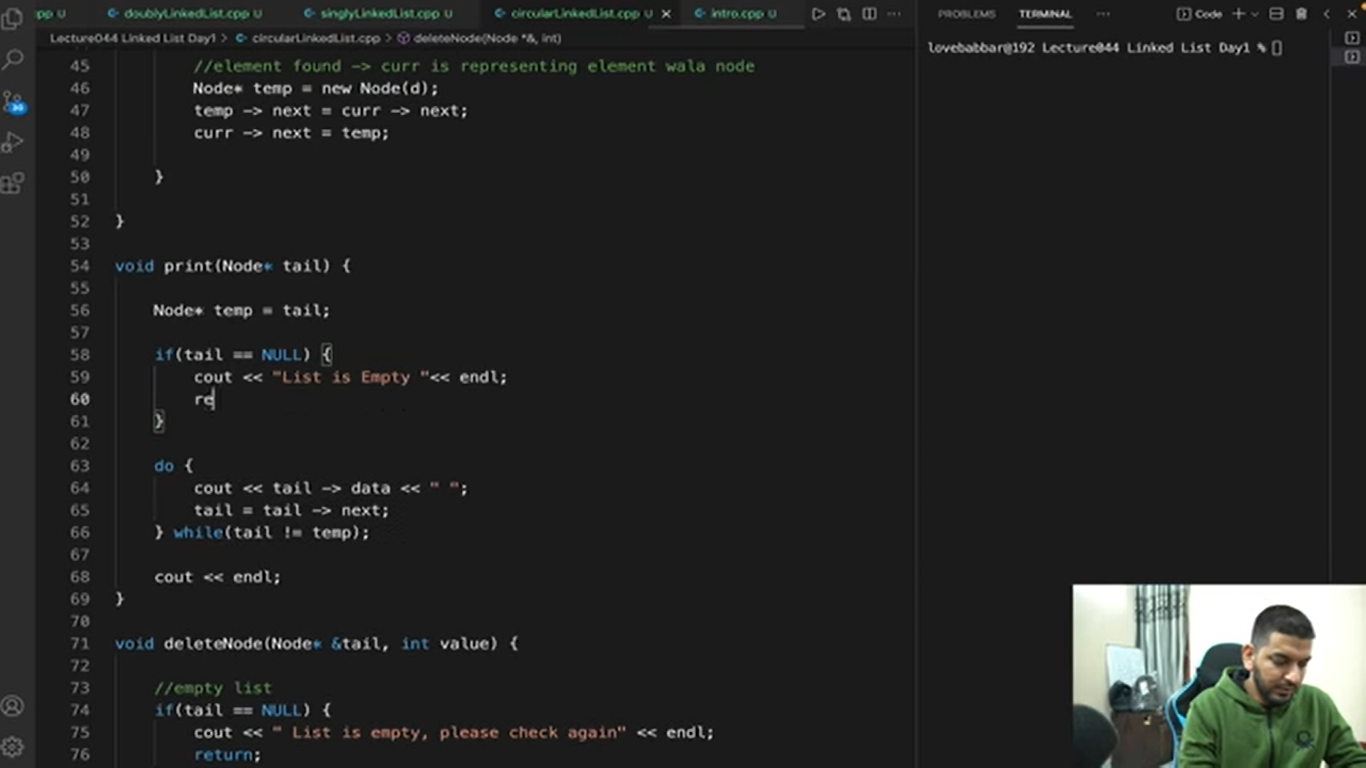 cpp U doublyLinkedList.cpp U singlyLinkedList.cpp U circularLinkedList.cpp U intro.cpp U PROBLEMS TERMINAL ... Code
Lecture044 Linked List Day1 > circularLinkedList.cpp > deleteNode(Node *&, int)
lovebabbar@192 Lecture044 Linked List Day1 %
45 //element found -> curr is representing element wala node
46 Node* temp = new Node(d);
47 temp -> next = curr -> next;
48 curr -> next = temp;
49
50 }
51
52 }
53
54 void print(Node* tail) {
55
56 Node* temp = tail;
57
58 if(tail == NULL) {
59 cout << "List is Empty "<< endl;
60 re
61 }
62
63 do {
64 cout << tail -> data << " ";
65 tail = tail -> next;
66 } while(tail != temp);
67
68 cout << endl;
69 }
70
71 void deleteNode(Node* &tail, int value) {
72
73 //empty list
74 if(tail == NULL) {
75 cout << " List is empty, please check again" << endl;
76 return;